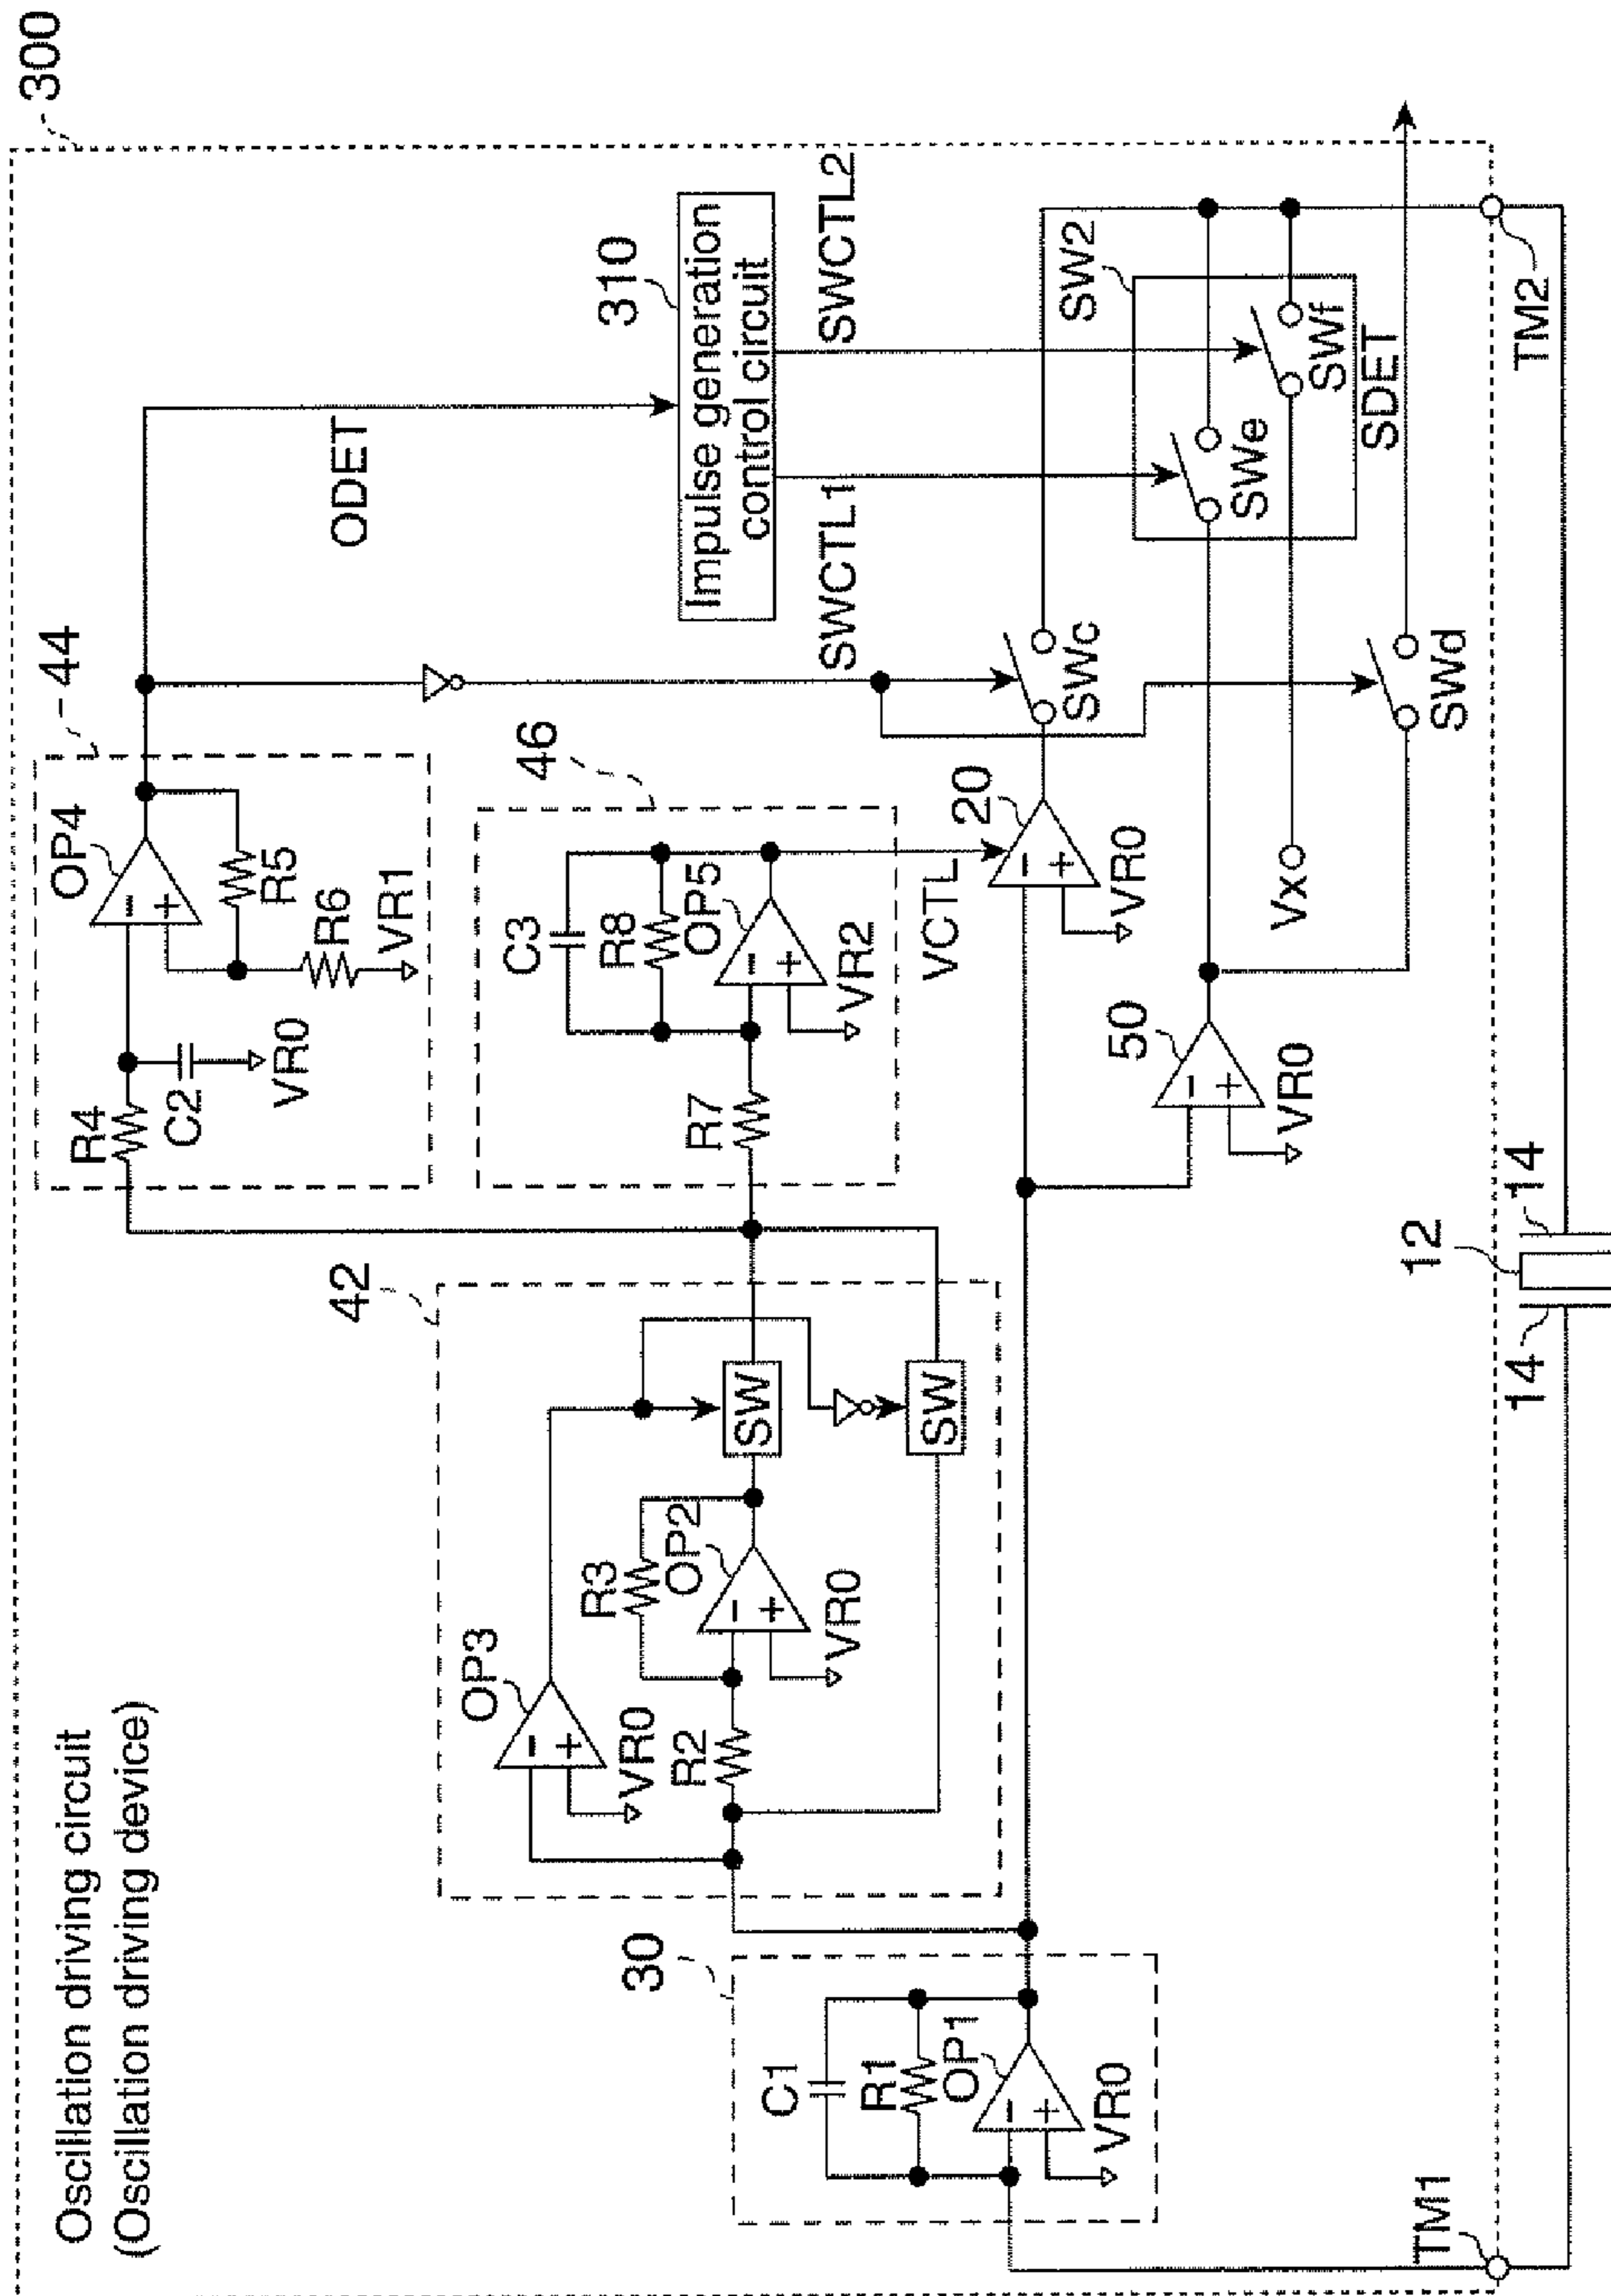 Oscillation driving circuit
(Oscillation driving device)
300
44
OP4
−
+
R4
C2
VR0
R5
R6
VR1
ODET
310
Impulse generation
control circuit
SWCTL1
SWCTL2
42
OP3
−
+
VR0
R2
R3
OP2
−
+
VR0
SW
SW
46
C3
R8
OP5
−
+
VR2
R7
VCTL
20
−
+
VR0
SWc
SW2
SWe
SWf
30
C1
R1
OP1
−
+
VR0
50
−
+
VR0
Vx
SWd
SDET
TM1
14
12
14
TM2